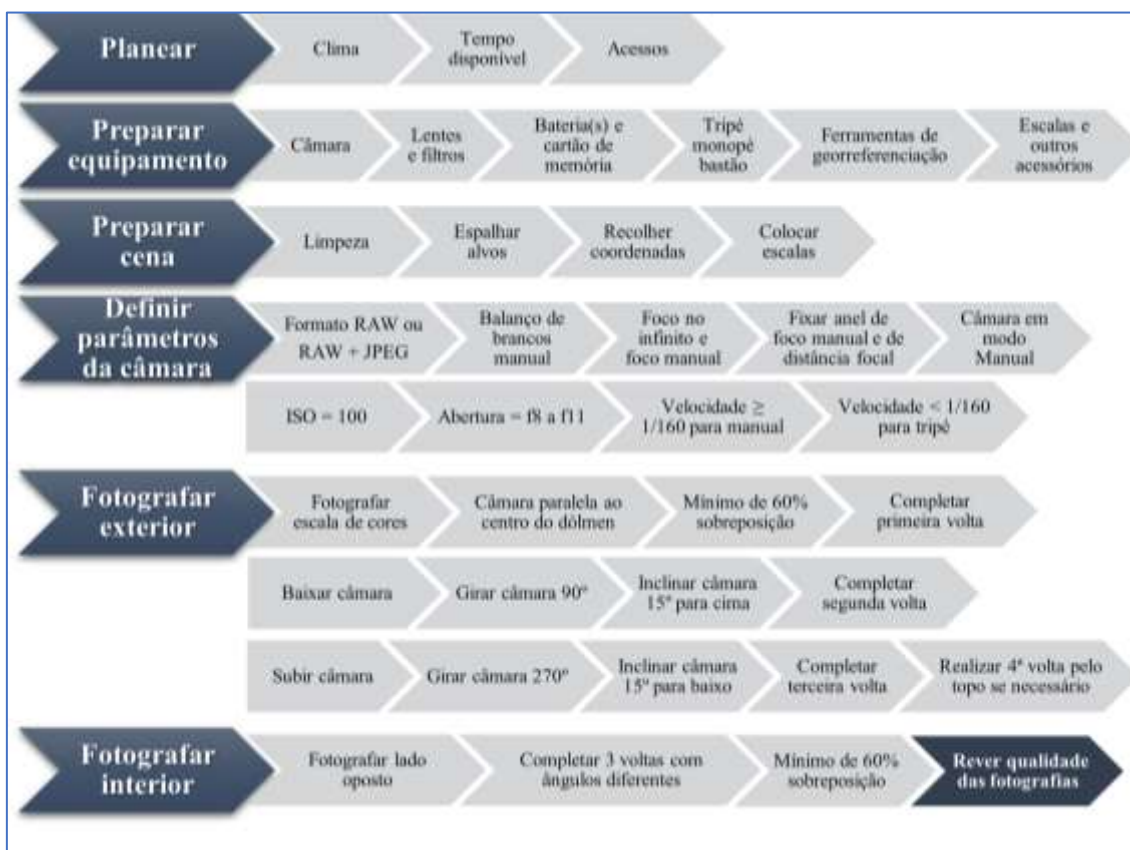 Planear
Clima
Tempo
disponível
Acessos
Preparar
equipamento
Câmara
Lentes
e filtros
Bateria(s) e
cartão de
memória
Tripé
monopé
bastão
Ferramentas de
georreferenciação
Escalas e
outros
acessórios
Preparar
cena
Limpeza
Espalhar
alvos
Recolher
coordenadas
Colocar
escalas
Definir
parâmetros
da câmara
Formato RAW ou
RAW + JPEG
Balanço de
brancos
manual
Foco no
infinito e
foco manual
Fixar anel de
foco manual e de
distância focal
Câmara em
modo
Manual
ISO = 100
Abertura = f8 a f11
Velocidade ≥
1/160 para manual
Velocidade < 1/160
para tripé
Fotografar
exterior
Fotografar
escala de cores
Câmara paralela ao
centro do dólmen
Mínimo de 60%
sobreposição
Completar
primeira volta
Baixar câmara
Girar câmara 90º
Inclinar câmara
15º para cima
Completar
segunda volta
Subir câmara
Girar câmara 270º
Inclinar câmara
15º para baixo
Completar
terceira volta
Realizar 4ª volta pelo
topo se necessário
Fotografar
interior
Fotografar lado
oposto
Completar 3 voltas com
ângulos diferentes
Mínimo de 60%
sobreposição
Rever qualidade
das fotografias